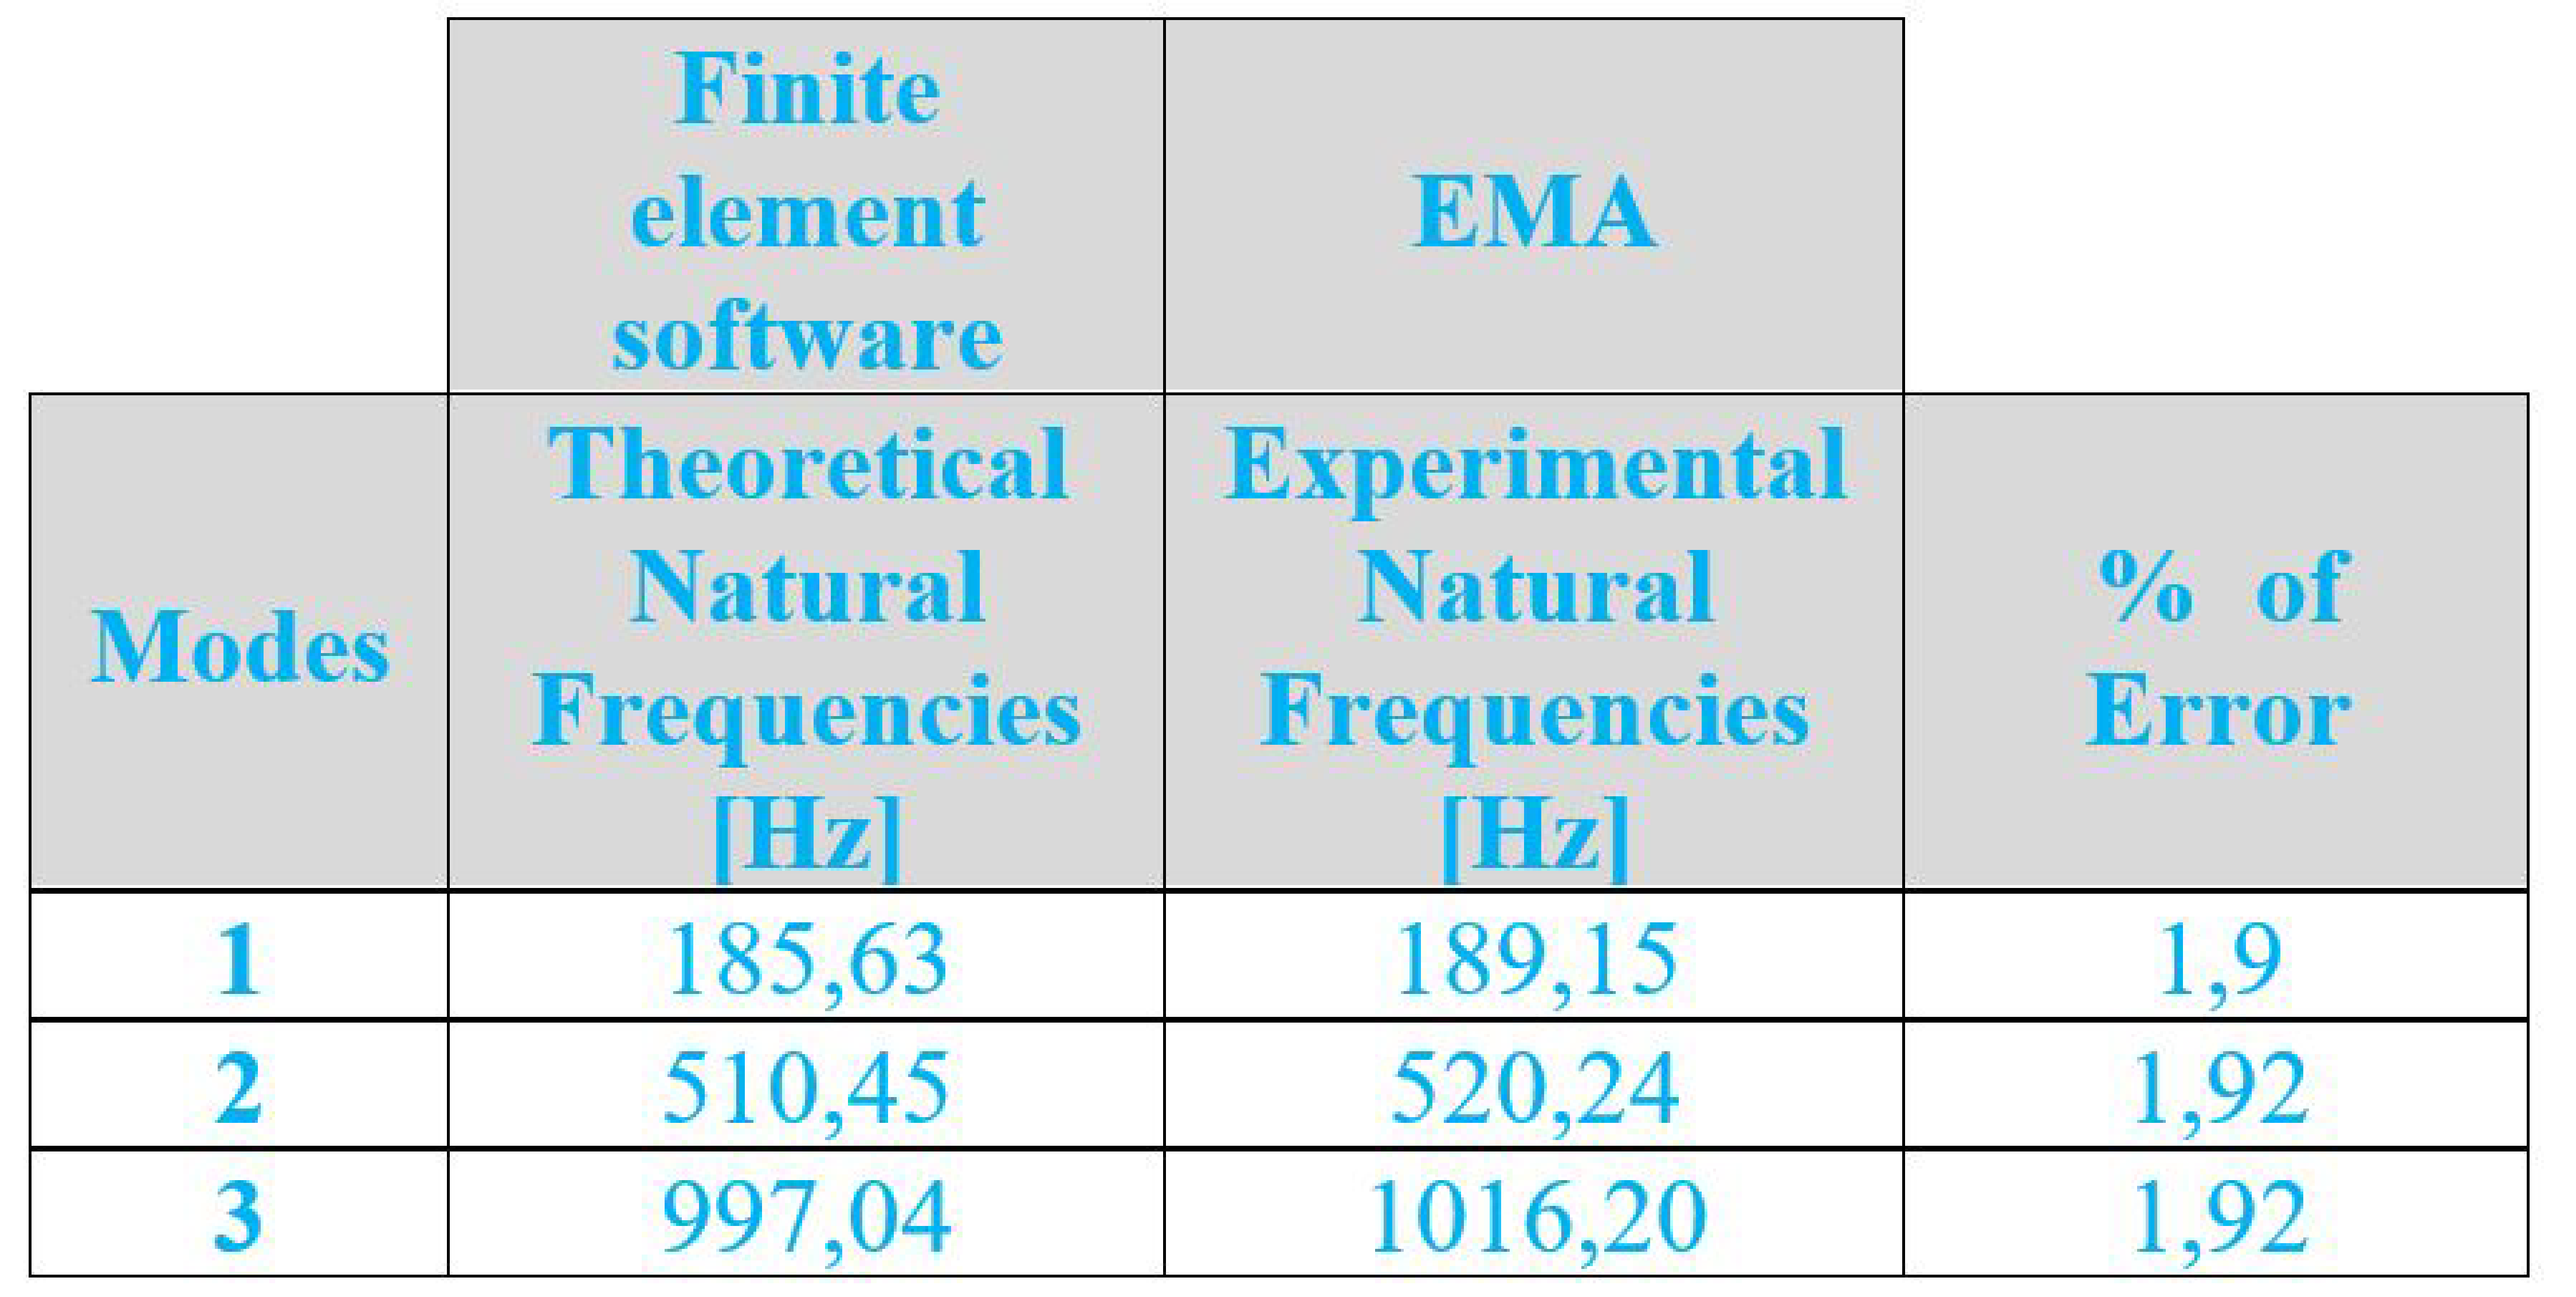 Finite
element
software
EMA
Modes
Theoretical
Natural
Frequencies
[Hz]
Experimental
Natural
Frequencies
[Hz]
% of
Error
1 185,63 189,15 1,9
2 510,45 520,24 1,92
3 997,04 1016,20 1,92